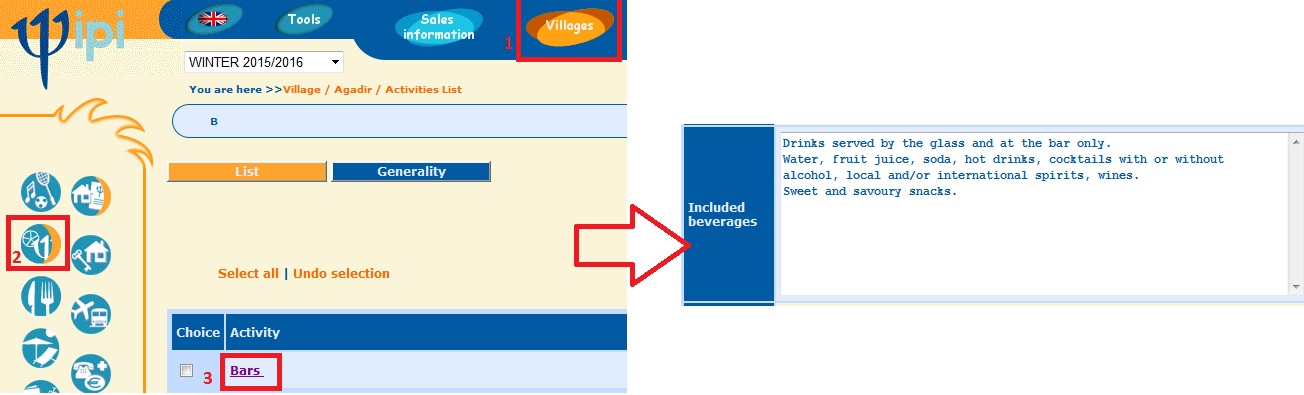 ipi
Tools
Sales
information
1
Villages
WINTER 2015/2016
You are here >>Village / Agadir / Activities List
B
List
Generality
2
Select all | Undo selection
Choice
Activity
3
Bars
Included
beverages
Drinks served by the glass and at the bar only.
Water, fruit juice, soda, hot drinks, cocktails with or without
alcohol, local and/or international spirits, wines.
Sweet and savoury snacks.